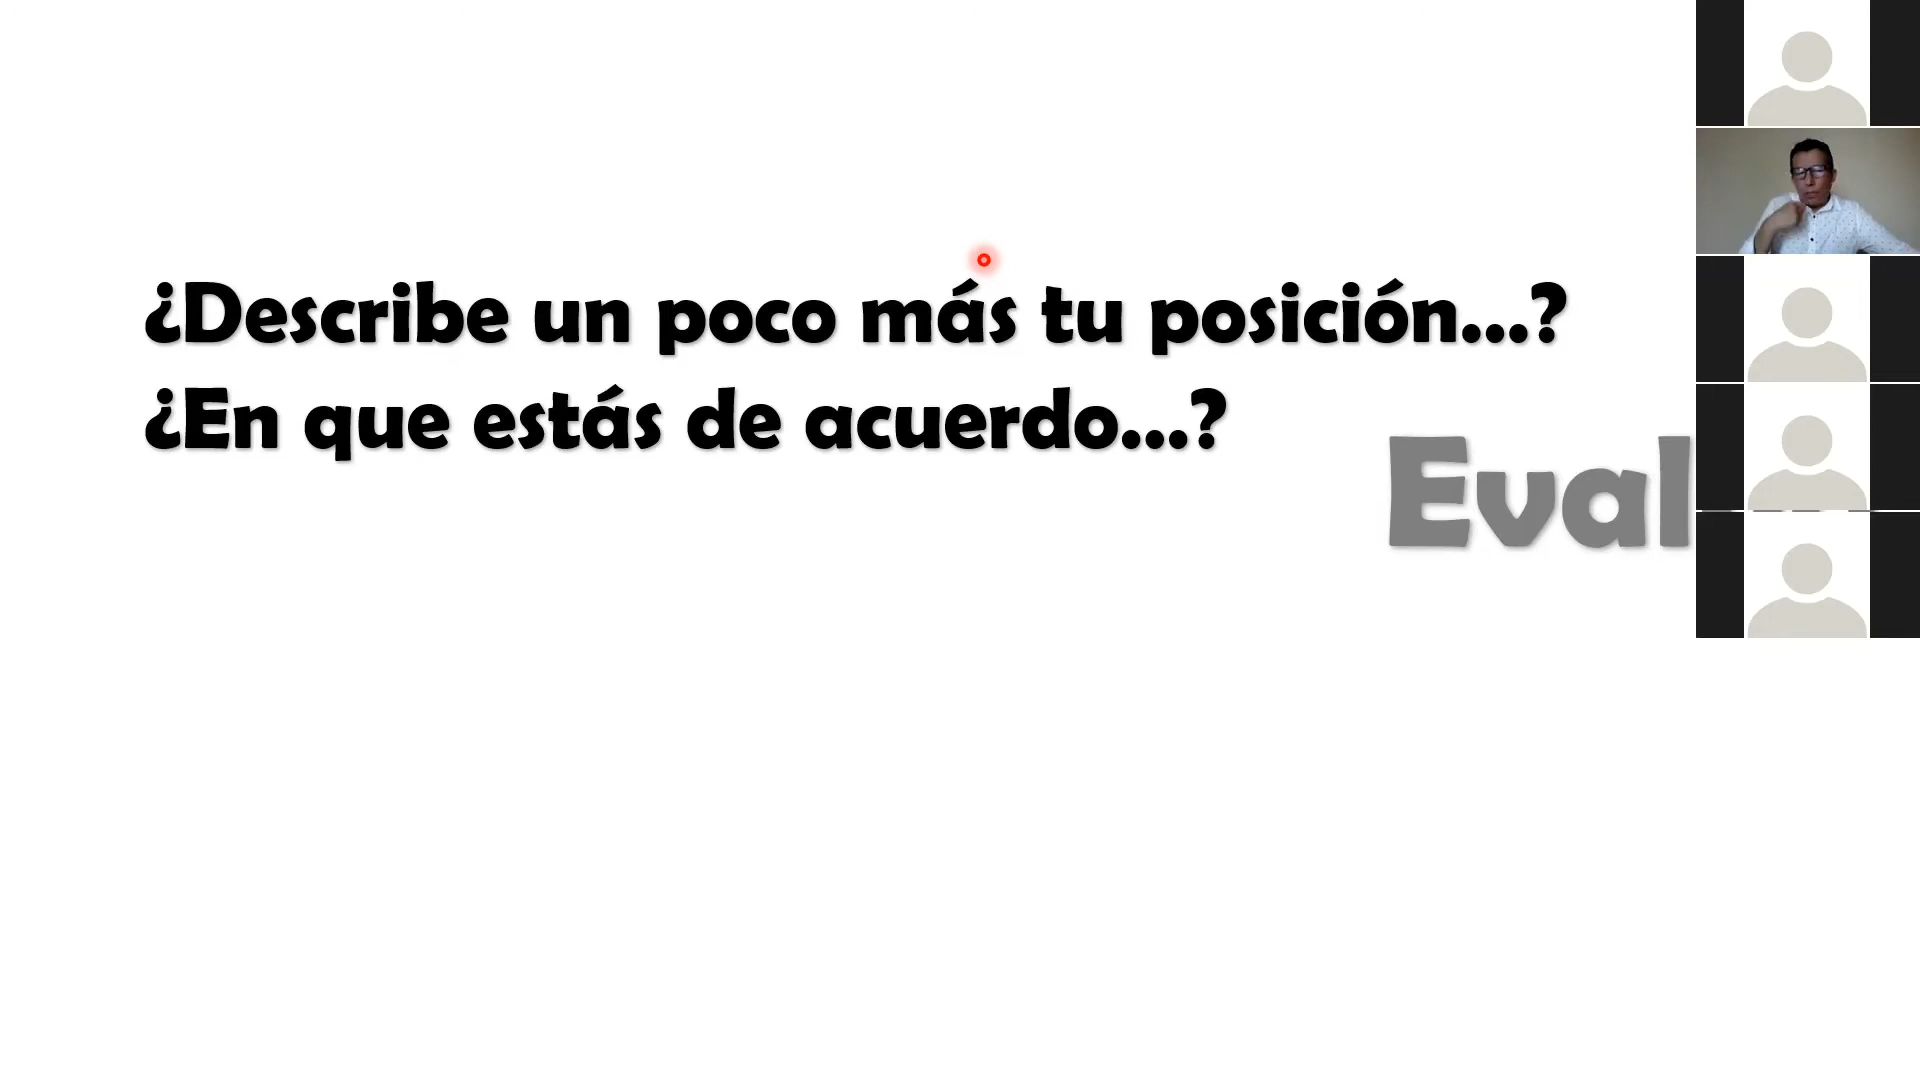 ¿Describe un poco más tu posición...?
¿En que estás de acuerdo...?
Eval